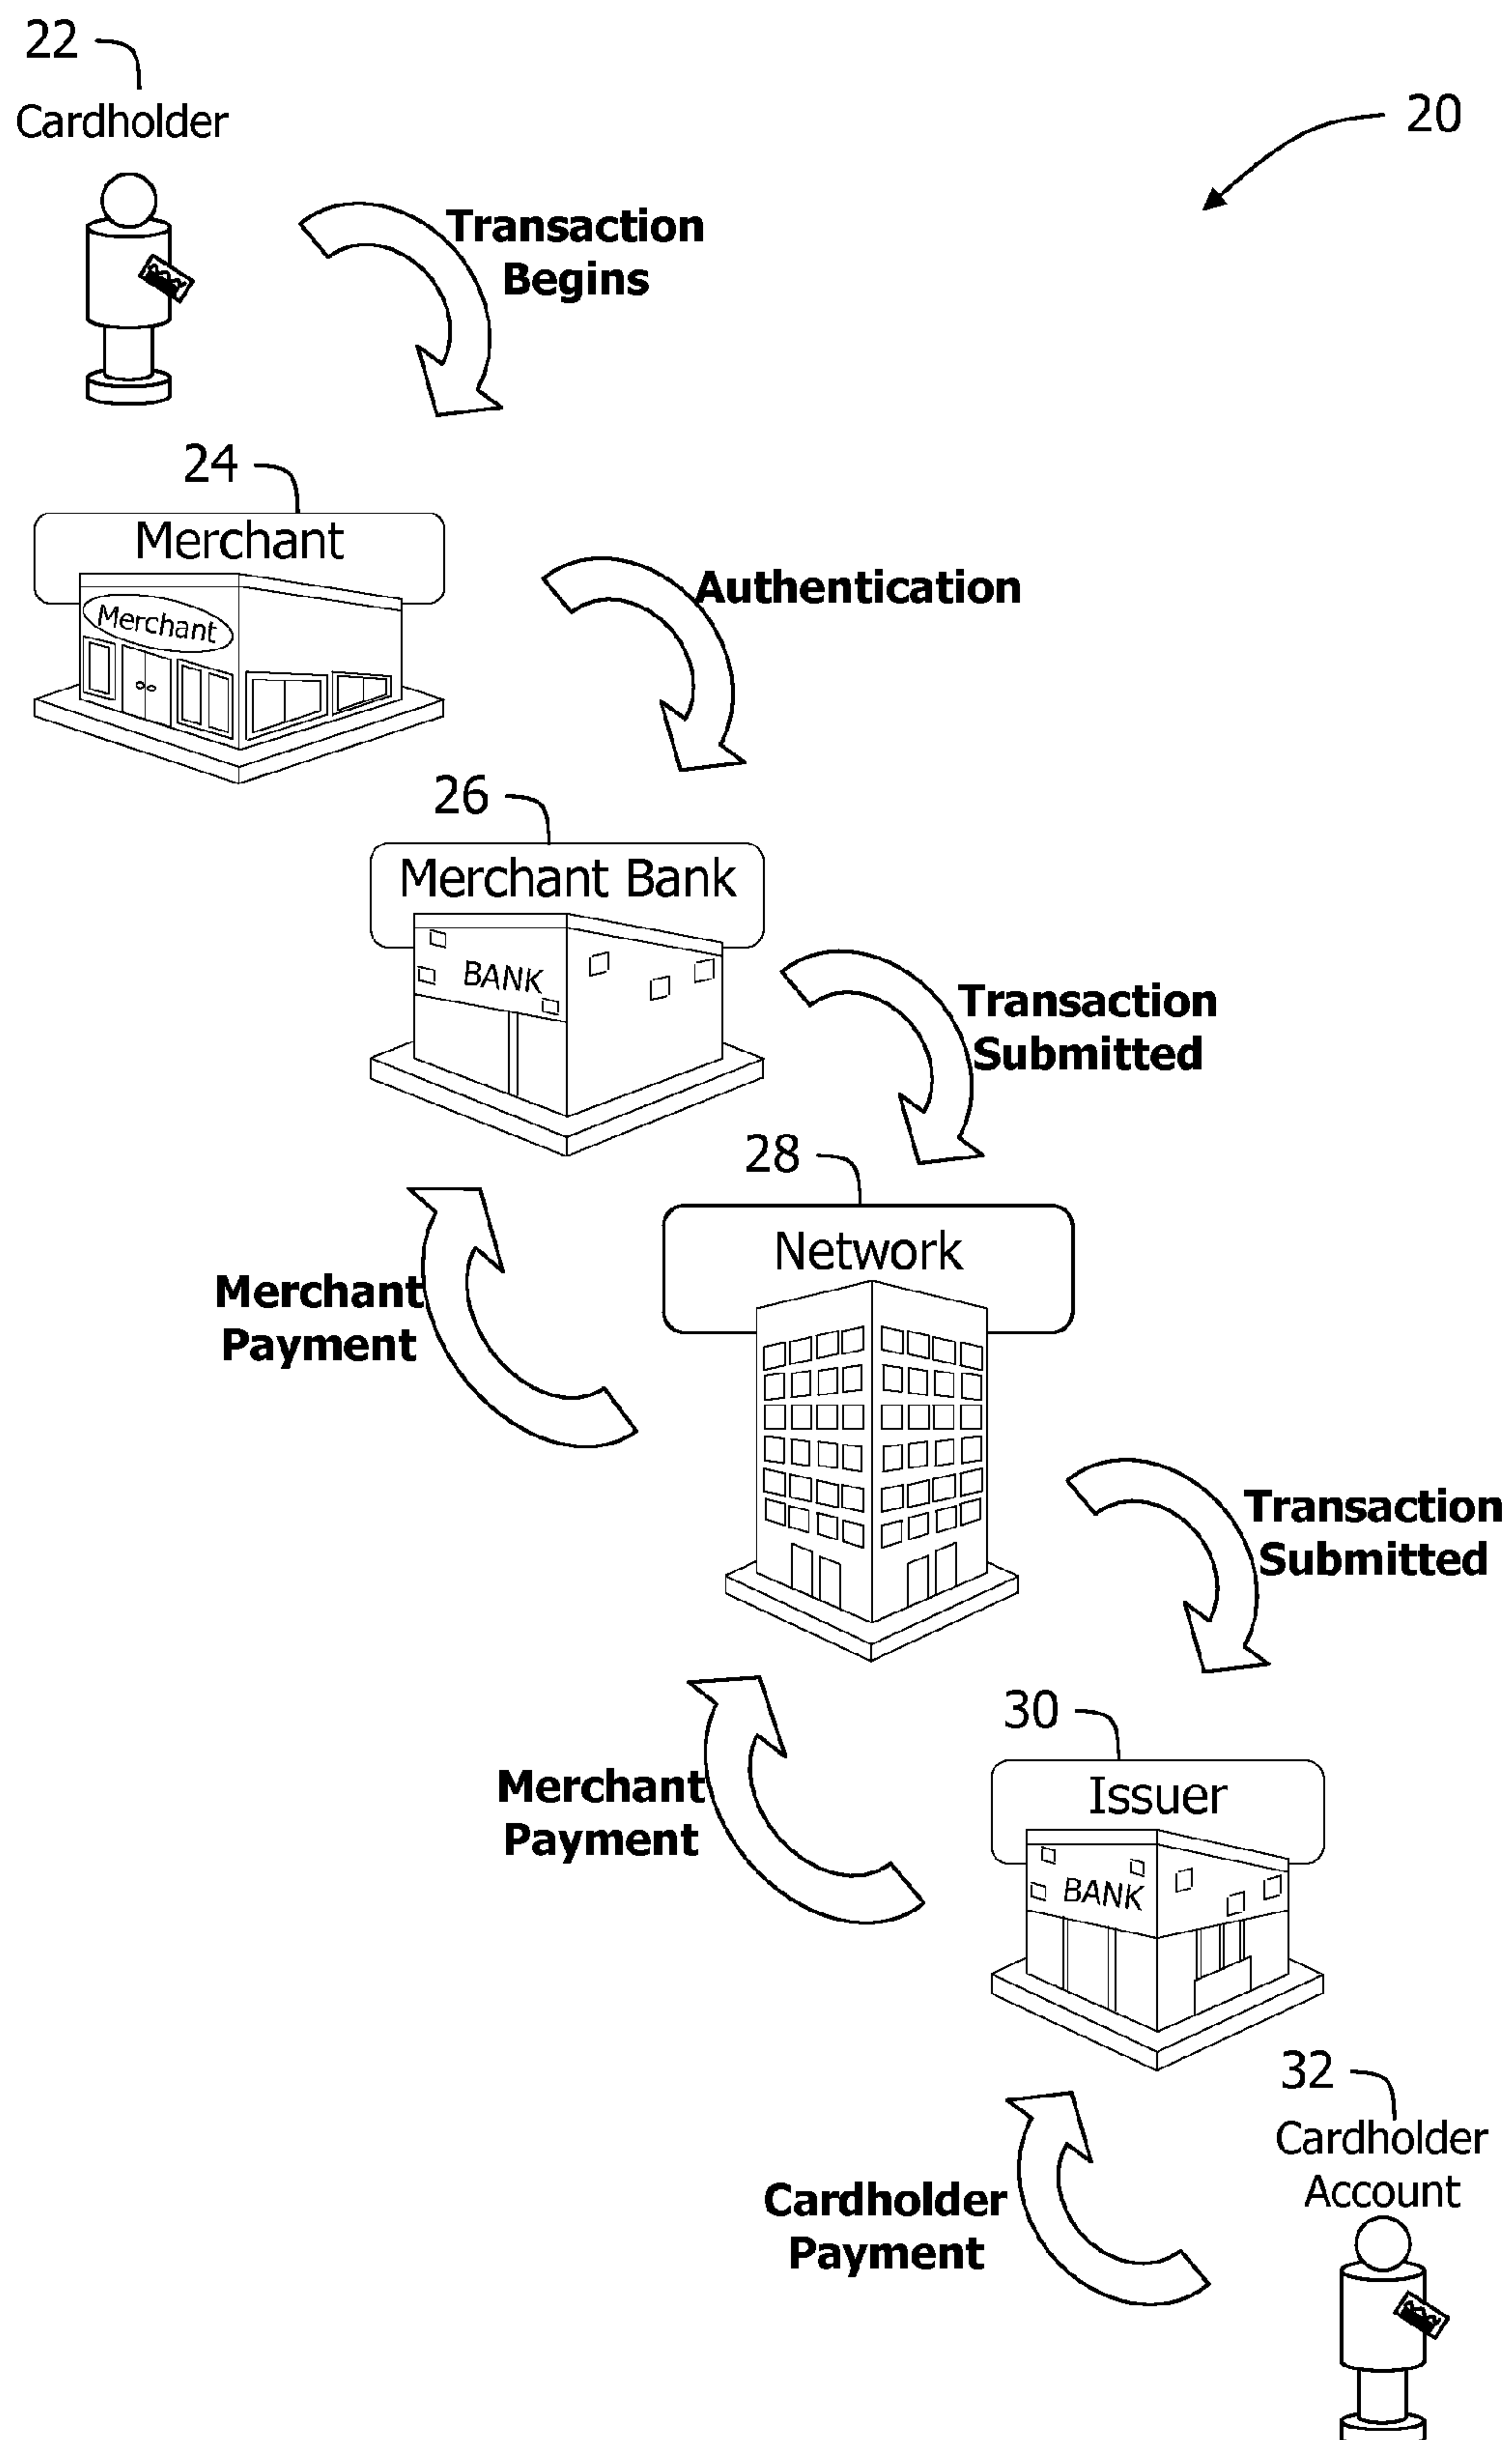 22
Cardholder
20
Transaction
Begins
24
Merchant
Merchant
Authentication
26
Merchant Bank
BANK
Transaction
Submitted
28
Network
Merchant
Payment
Transaction
Submitted
30
Issuer
BANK
Merchant
Payment
32
Cardholder
Account
Cardholder
Payment